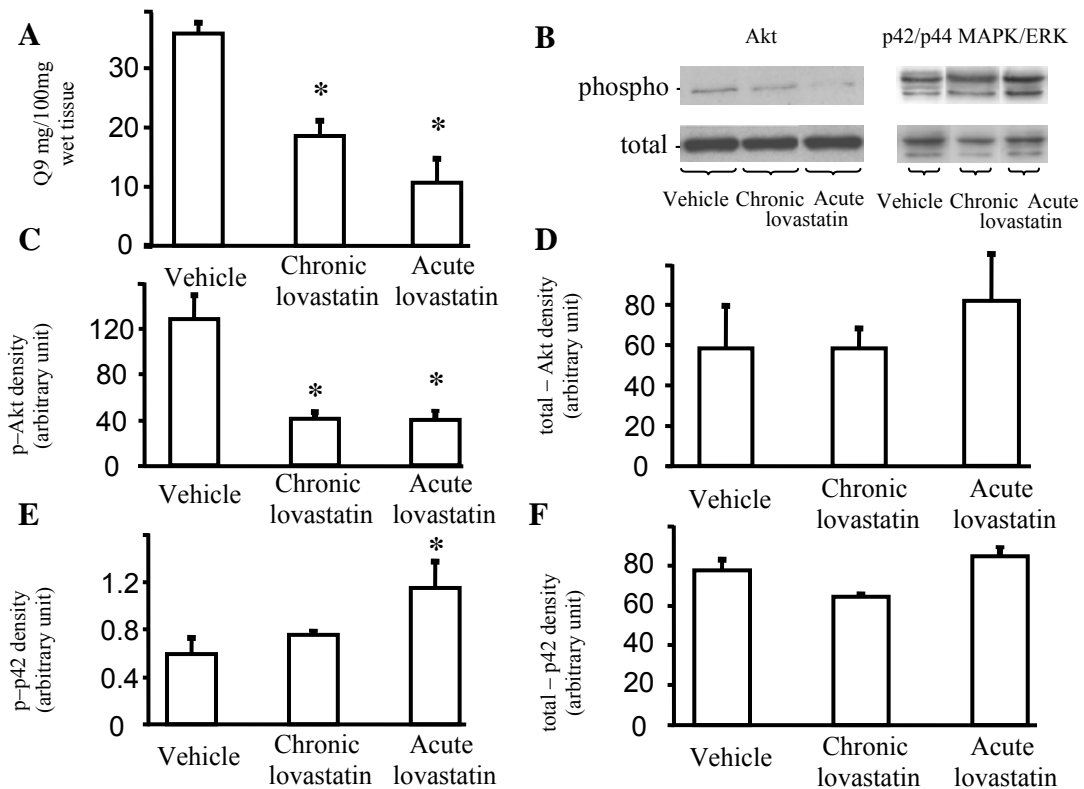 A
Q9 mg/100mg
wet tissue
30
20
10
0
*
*
Vehicle
Chronic
lovastatin
Acute
lovastatin
B
Akt
p42/p44 MAPK/ERK
phospho -
total -
Vehicle
Chronic Acute
lovastatin
Vehicle
Chronic Acute
lovastatin
C
p–Akt density
(arbitrary unit)
120
80
40
0
*
*
Vehicle
Chronic
lovastatin
Acute
lovastatin
D
total – Akt density
(arbitrary unit)
80
60
40
20
0
Vehicle
Chronic
lovastatin
Acute
lovastatin
E
p–p42 density
(arbitrary unit)
1.2
0.8
0.4
0
*
Vehicle
Chronic
lovastatin
Acute
lovastatin
F
total – p42 density
(arbitrary unit)
80
60
40
20
0
Vehicle
Chronic
lovastatin
Acute
lovastatin